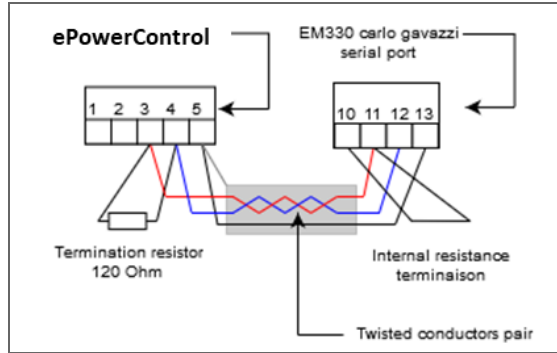 ePowerControl
EM330 carlo gavazzi
serial port
1 2 3 4 5
10 11 12 13
Termination resistor
120 Ohm
Internal resistance
terminaison
Twisted conductors pair